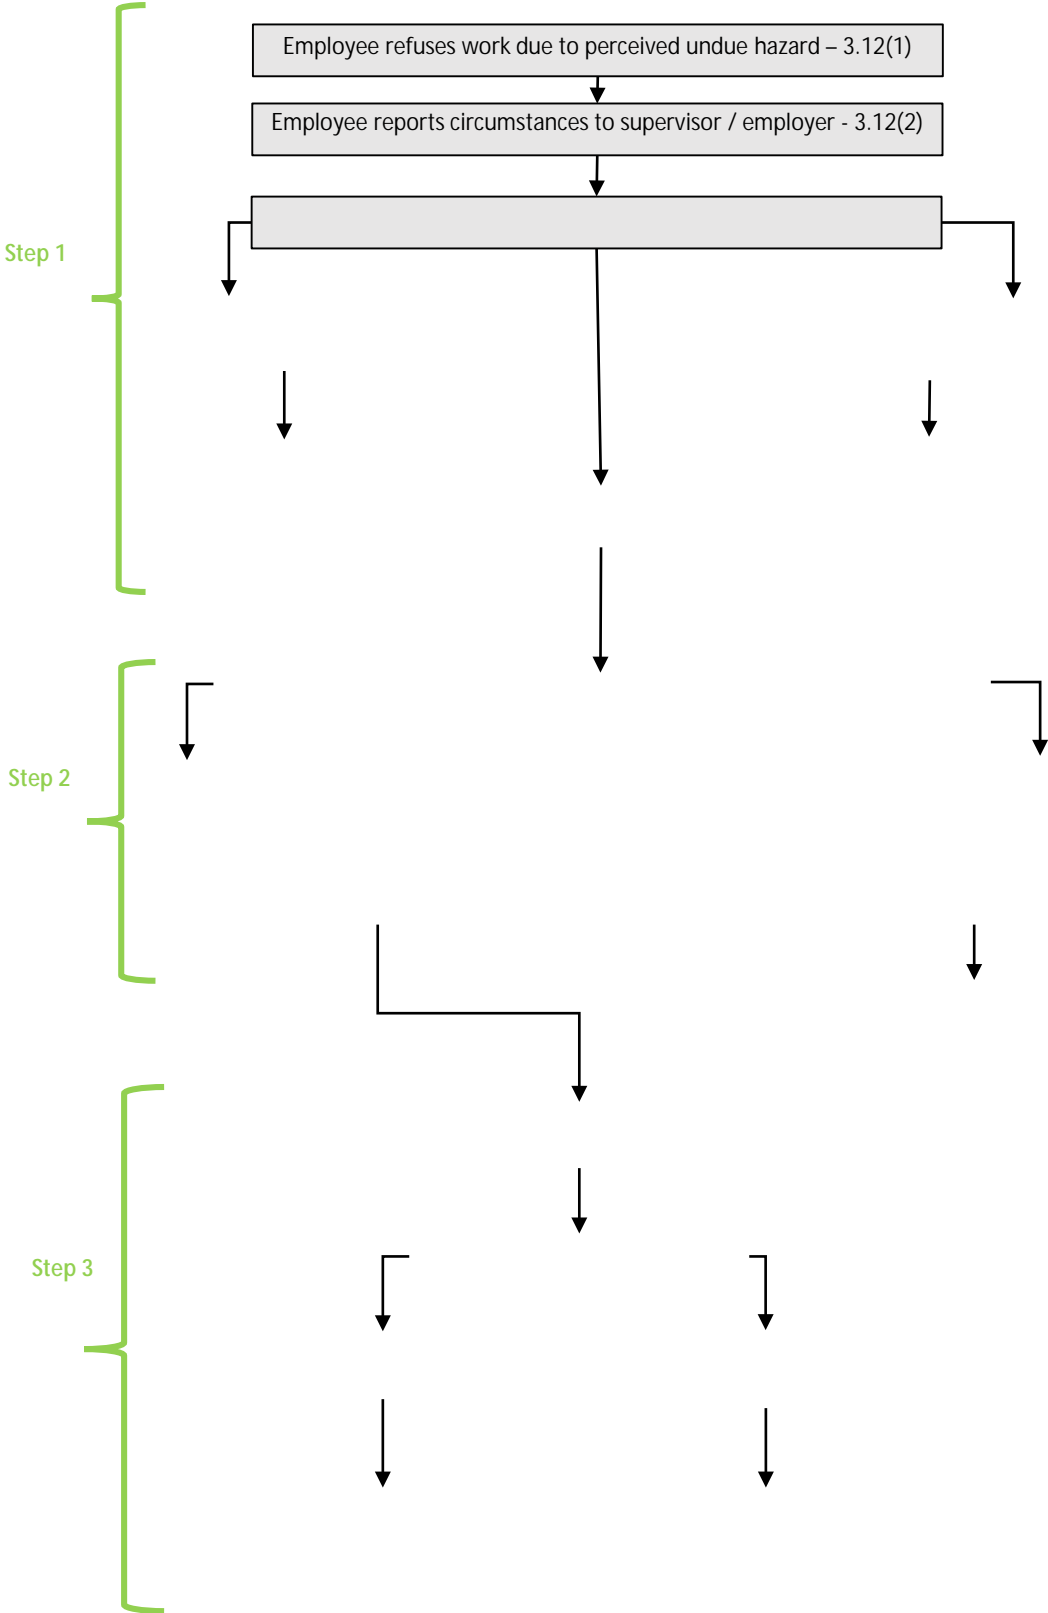 Employee refuses work due to perceived undue hazard – 3.12(1)
Employee reports circumstances to supervisor / employer - 3.12(2)
Step 1
Step 2
Step 3